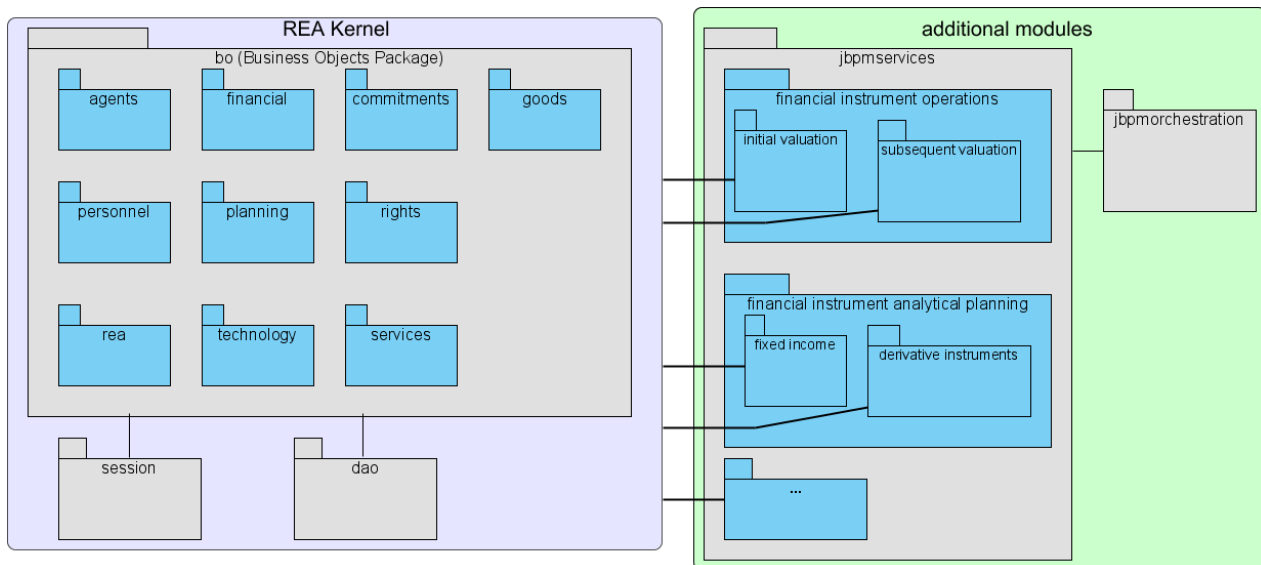 REA Kernel
bo (Business Objects Package)
agents
financial
commitments
goods
personnel
planning
rights
rea
technology
services
session
dao
additional modules
jbpmservices
financial instrument operations
initial valuation
subsequent valuation
financial instrument analytical planning
fixed income
derivative instruments
...
jbpmorchestration